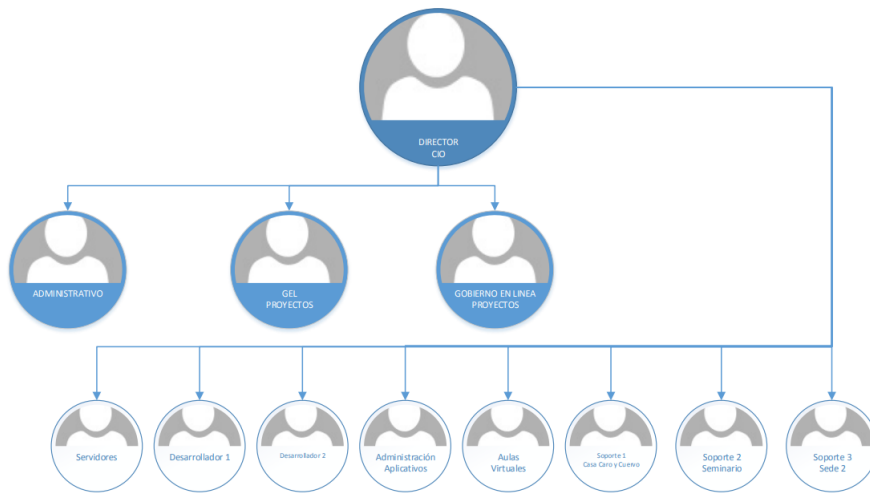 DIRECTOR
CIO
ADMINISTRATIVO
GEL
PROYECTOS
GOBIERNO EN LINEA
PROYECTOS
Servidores
Desarrollador 1
Desarrollador 2
Administración
Aplicativos
Aulas
Virtuales
Soporte 1
Casa Caro y Cuervo
Soporte 2
Seminario
Soporte 3
Sede 2